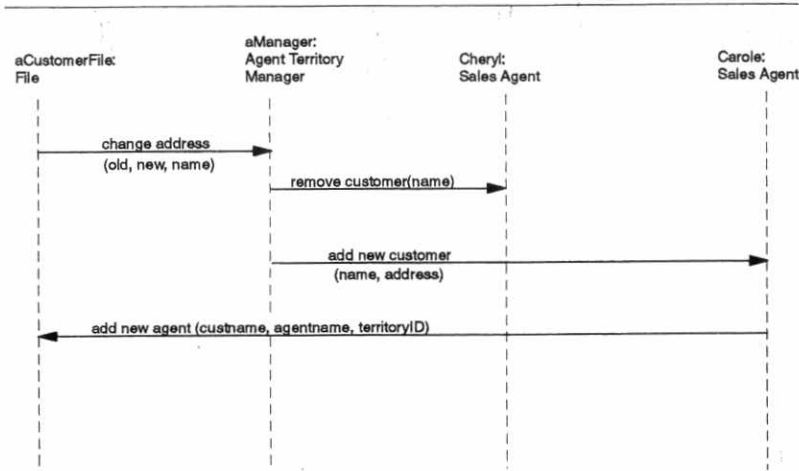 aCustomerFile:
File
aManager:
Agent Territory
Manager
Cheryl:
Sales Agent
Carole:
Sales Agent
change address
(old, new, name)
remove customer(name)
add new customer
(name, address)
add new agent (custname, agentname, territoryID)